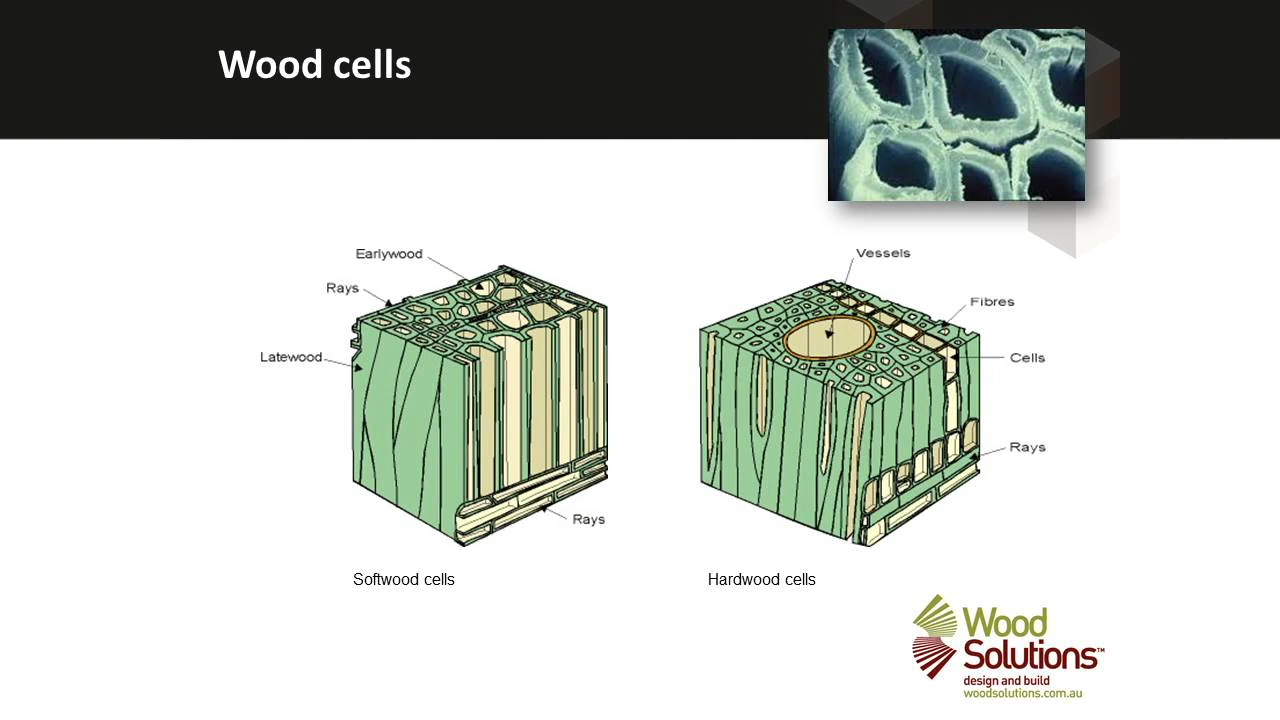 Wood cells
Earlywood
Rays
Latewood
Rays
Softwood cells
Vessels
Fibres
Cells
Rays
Hardwood cells
Wood
Solutions™
design and build
woodsolutions.com.au